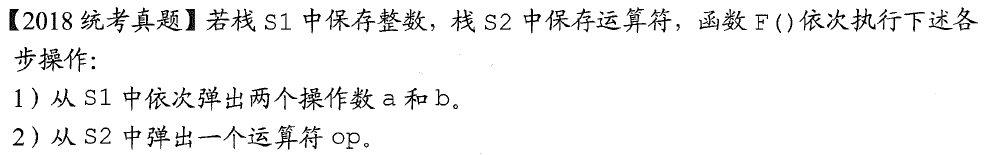 【2018 统考真题】若栈 S1 中保存整数，栈 S2 中保存运算符，函数 F()依次执行下述各
步操作：
1）从 S1 中依次弹出两个操作数 a 和 b。
2）从 S2 中弹出一个运算符 op。